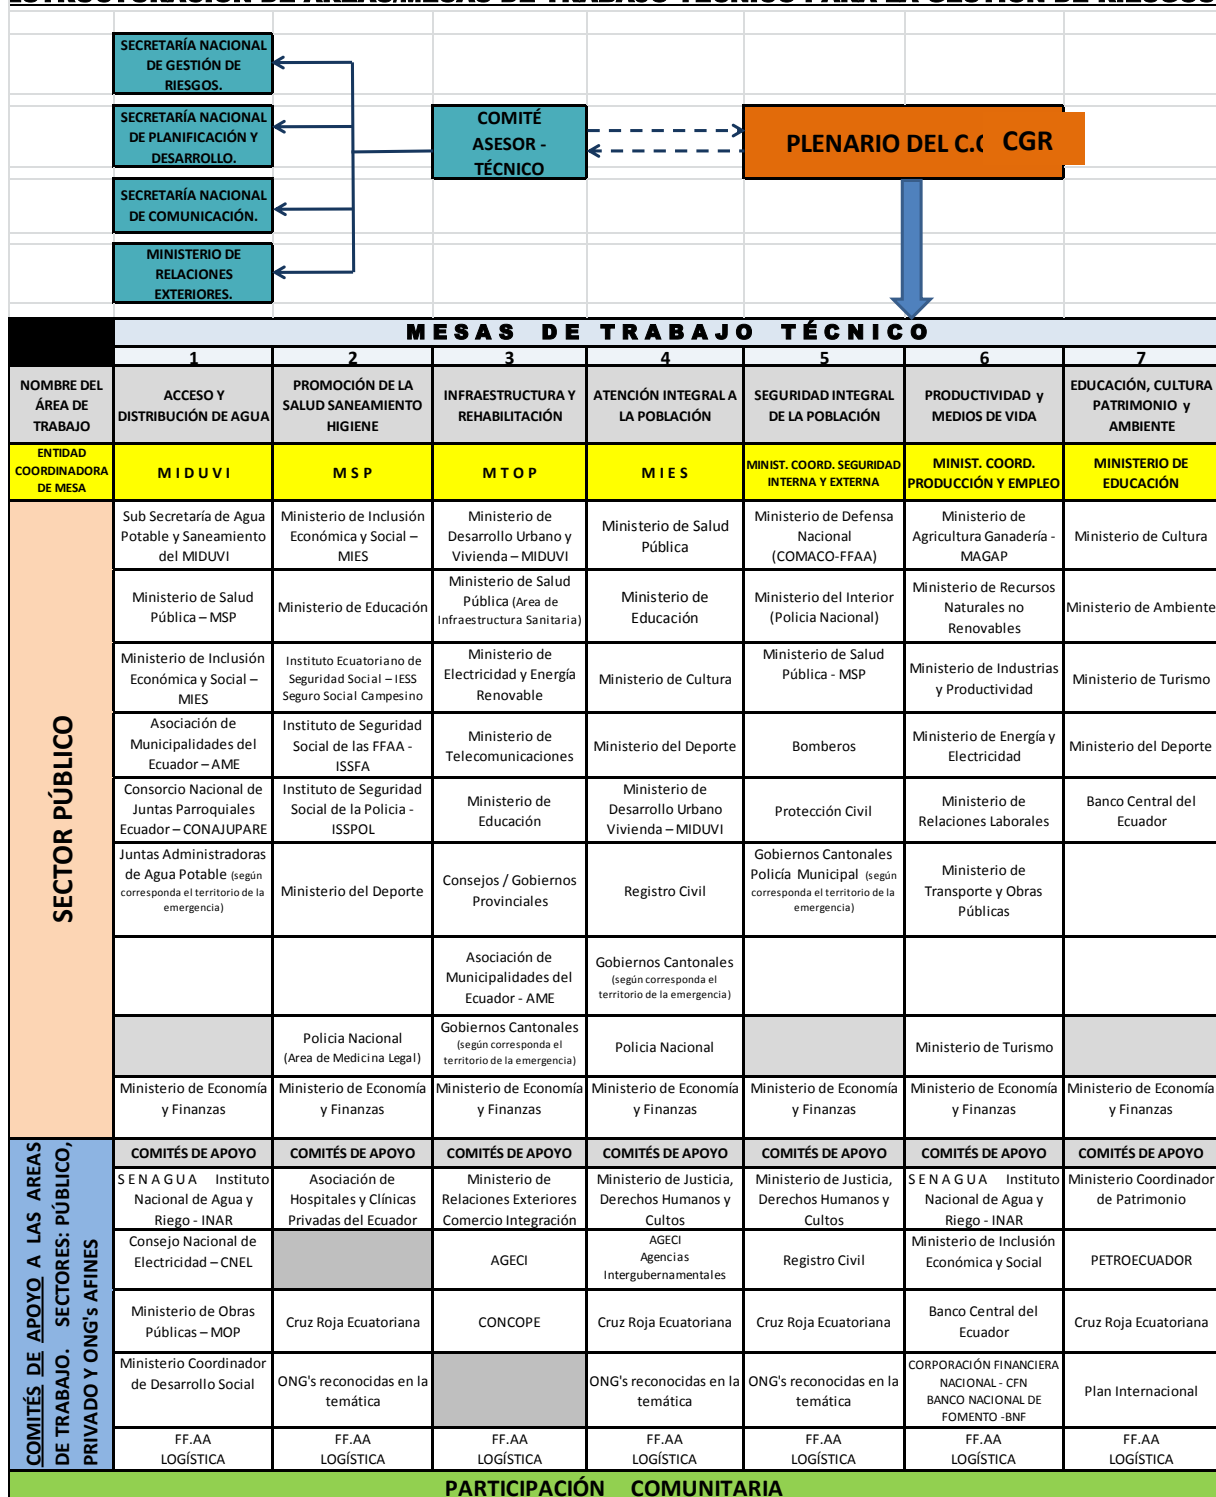 ESTRUCTURACIÓN DE ÁREAS/MESAS DE TRABAJO TÉCNICO PARA LA GESTIÓN DE RIESGOS
SECRETARÍA NACIONAL
DE GESTIÓN DE
RIESGOS.
SECRETARÍA NACIONAL
DE PLANIFICACIÓN Y
DESARROLLO.
SECRETARÍA NACIONAL
DE COMUNICACIÓN.
MINISTERIO DE
RELACIONES
EXTERIORES.
COMITÉ
ASESOR -
TÉCNICO
PLENARIO DEL C.
CGR
MESAS DE TRABAJO TÉCNICO
1 2 3 4 5 6 7
NOMBRE DEL
ÁREA DE
TRABAJO
ACCESO Y
DISTRIBUCIÓN DE AGUA
PROMOCIÓN DE LA
SALUD SANEAMIENTO
HIGIENE
INFRAESTRUCTURA Y
REHABILITACIÓN
ATENCIÓN INTEGRAL A
LA POBLACIÓN
SEGURIDAD INTEGRAL
DE LA POBLACIÓN
PRODUCTIVIDAD y
MEDIOS DE VIDA
EDUCACIÓN, CULTURA
PATRIMONIO y
AMBIENTE
ENTIDAD
COORDINADORA
DE MESA
M I D U V I
M S P
M T O P
M I E S
MINIST. COORD. SEGURIDAD
INTERNA Y EXTERNA
MINIST. COORD.
PRODUCCIÓN Y EMPLEO
MINISTERIO DE
EDUCACIÓN
SECTOR PÚBLICO
Sub Secretaría de Agua
Potable y Saneamiento
del MIDUVI
Ministerio de Inclusión
Económica y Social –
MIES
Ministerio de
Desarrollo Urbano y
Vivienda – MIDUVI
Ministerio de Salud
Pública
Ministerio de Defensa
Nacional
(COMACO-FFAA)
Ministerio de
Agricultura Ganadería -
MAGAP
Ministerio de Cultura
Ministerio de Salud
Pública – MSP
Ministerio de Educación
Ministerio de Salud
Pública (Area de
Infraestructura Sanitaria)
Ministerio de
Educación
Ministerio del Interior
(Policia Nacional)
Ministerio de Recursos
Naturales no
Renovables
Ministerio de Ambiente
Ministerio de Inclusión
Económica y Social –
MIES
Instituto Ecuatoriano de
Seguridad Social – IESS
Seguro Social Campesino
Ministerio de
Electricidad y Energía
Renovable
Ministerio de Cultura
Ministerio de Salud
Pública - MSP
Ministerio de Industrias
y Productividad
Ministerio de Turismo
Asociación de
Municipalidades del
Ecuador – AME
Instituto de Seguridad
Social de las FFAA -
ISSFA
Ministerio de
Telecomunicaciones
Ministerio del Deporte
Bomberos
Ministerio de Energía y
Electricidad
Ministerio del Deporte
Consorcio Nacional de
Juntas Parroquiales
Ecuador – CONAJUPARE
Instituto de Seguridad
Social de la Policia -
ISSPOL
Ministerio de
Educación
Ministerio de
Desarrollo Urbano
Vivienda – MIDUVI
Protección Civil
Ministerio de
Relaciones Laborales
Banco Central del
Ecuador
Juntas Administradoras
de Agua Potable (según
corresponda el territorio de la
emergencia)
Ministerio del Deporte
Consejos / Gobiernos
Provinciales
Registro Civil
Gobiernos Cantonales
Policía Municipal (según
corresponda el territorio de la
emergencia)
Ministerio de
Transporte y Obras
Públicas
Asociación de
Municipalidades del
Ecuador - AME
Gobiernos Cantonales
(según corresponda el
territorio de la emergencia)
Policia Nacional
(Area de Medicina Legal)
Gobiernos Cantonales
(según corresponda el
territorio de la emergencia)
Policia Nacional
Ministerio de Turismo
Ministerio de Economía
y Finanzas
Ministerio de Economía
y Finanzas
Ministerio de Economía
y Finanzas
Ministerio de Economía
y Finanzas
Ministerio de Economía
y Finanzas
Ministerio de Economía
y Finanzas
Ministerio de Economía
y Finanzas
COMITÉS DE APOYO A LAS AREAS
DE TRABAJO. SECTORES: PÚBLICO,
PRIVADO Y ONG's AFINES
COMITÉS DE APOYO
COMITÉS DE APOYO
COMITÉS DE APOYO
COMITÉS DE APOYO
COMITÉS DE APOYO
COMITÉS DE APOYO
COMITÉS DE APOYO
S E N A G U A Instituto
Nacional de Agua y
Riego - INAR
Asociación de
Hospitales y Clínicas
Privadas del Ecuador
Ministerio de
Relaciones Exteriores
Comercio Integración
Ministerio de Justicia,
Derechos Humanos y
Cultos
Ministerio de Justicia,
Derechos Humanos y
Cultos
S E N A G U A Instituto
Nacional de Agua y
Riego - INAR
Ministerio Coordinador
de Patrimonio
Consejo Nacional de
Electricidad – CNEL
AGECI
AGECI
Agencias
Intergubernamentales
Registro Civil
Ministerio de Inclusión
Económica y Social
PETROECUADOR
Ministerio de Obras
Públicas – MOP
Cruz Roja Ecuatoriana
CONCOPE
Cruz Roja Ecuatoriana
Cruz Roja Ecuatoriana
Banco Central del
Ecuador
Cruz Roja Ecuatoriana
Ministerio Coordinador
de Desarrollo Social
ONG's reconocidas en la
temática
ONG's reconocidas en la
temática
ONG's reconocidas en la
temática
CORPORACIÓN FINANCIERA
NACIONAL - CFN
BANCO NACIONAL DE
FOMENTO -BNF
Plan Internacional
FF.AA
LOGÍSTICA
FF.AA
LOGÍSTICA
FF.AA
LOGÍSTICA
FF.AA
LOGÍSTICA
FF.AA
LOGÍSTICA
FF.AA
LOGÍSTICA
FF.AA
LOGÍSTICA
PARTICIPACIÓN COMUNITARIA